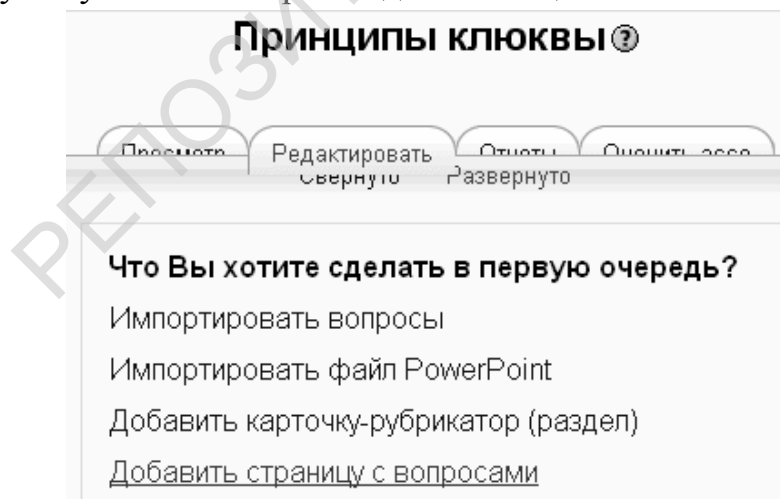 Принципы клюквы
Просмотр Редактировать Отчеты Оценить эссе
Свернуто Развернуто
Что Вы хотите сделать в первую очередь?
Импортировать вопросы
Импортировать файл PowerPoint
Добавить карточку-рубрикатор (раздел)
Добавить страницу с вопросами